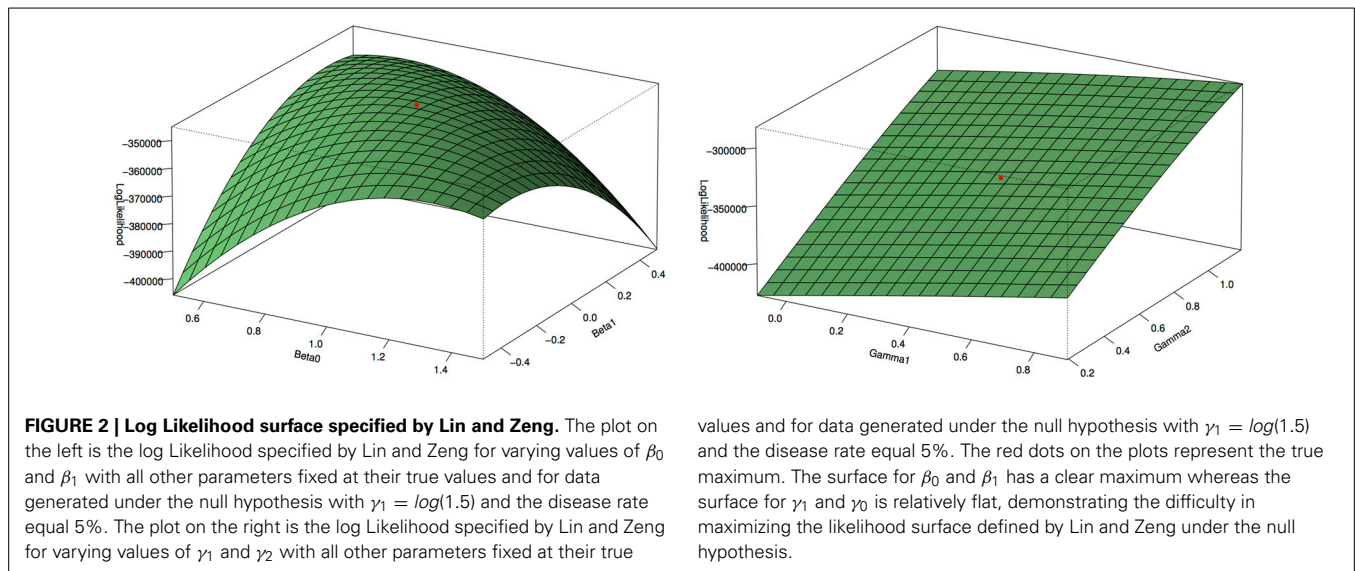 −350000
−360000
−370000
−380000
−390000
−400000
LogLikelihood
0.6
0.8
1.0
1.2
1.4
Beta0
−0.4
−0.2
0.0
0.2
0.4
Beta1
−300000
−350000
−400000
LogLikelihood
0.0
0.2
0.4
0.6
0.8
Gamma1
0.2
0.4
0.6
0.8
1.0
Gamma2
FIGURE 2 | Log Likelihood surface specified by Lin and Zeng. The plot on
the left is the log Likelihood specified by Lin and Zeng for varying values of β0
and β1 with all other parameters fixed at their true values and for data
generated under the null hypothesis with γ1 = log(1.5) and the disease rate
equal 5%. The plot on the right is the log Likelihood specified by Lin and Zeng
for varying values of γ1 and γ2 with all other parameters fixed at their true
values and for data generated under the null hypothesis with γ1 = log(1.5)
and the disease rate equal 5%. The red dots on the plots represent the true
maximum. The surface for β0 and β1 has a clear maximum whereas the
surface for γ1 and γ0 is relatively flat, demonstrating the difficulty in
maximizing the likelihood surface defined by Lin and Zeng under the null
hypothesis.